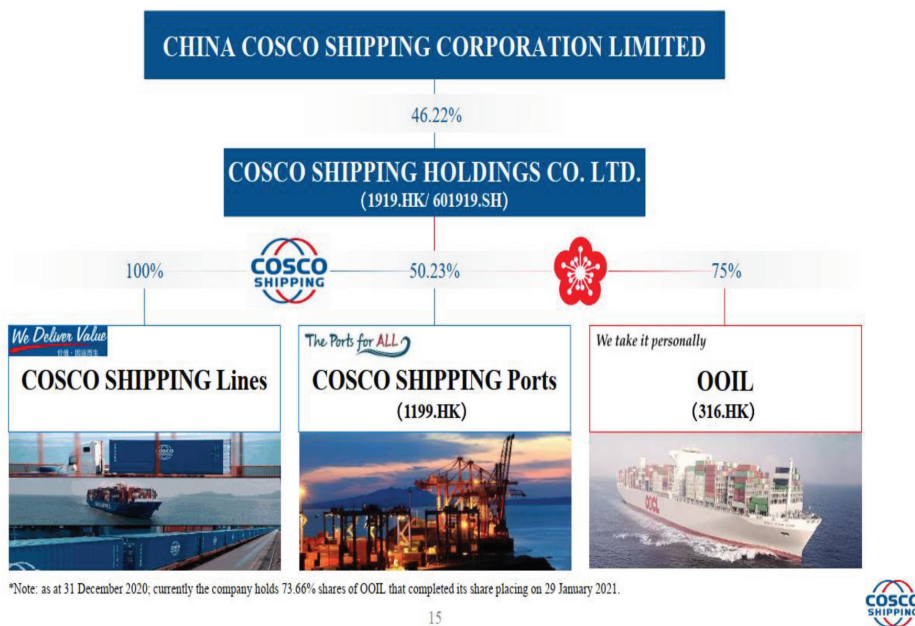 CHINA COSCO SHIPPING CORPORATION LIMITED
46.22%
COSCO SHIPPING HOLDINGS CO. LTD.
(1919.HK/ 601919.SH)
100%
COSCO
SHIPPING
50.23%
75%
We Deliver Value
The Ports for ALL
We take it personally
COSCO SHIPPING Lines
COSCO SHIPPING Ports
(1199.HK)
OOIL
(316.HK)
OOCL
*Note: as at 31 December 2020; currently the company holds 73.66% shares of OOIL that completed its share placing on 29 January 2021.
15
COSCO
SHIPPING